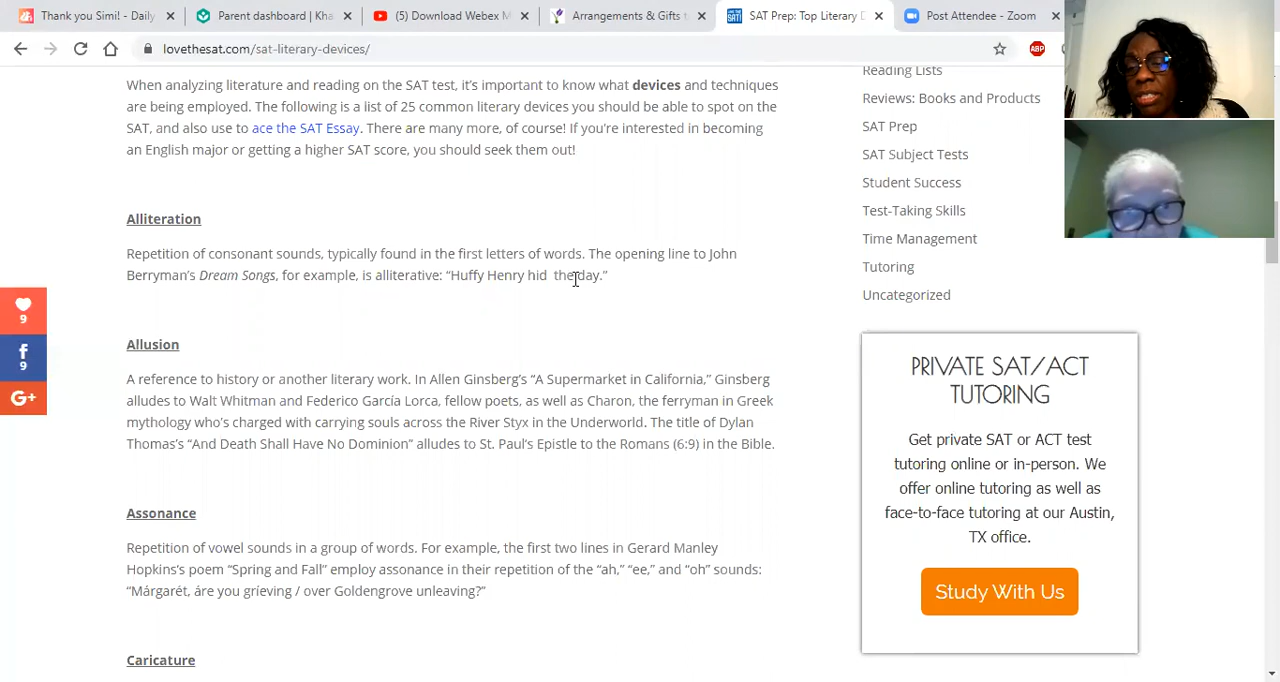 Thank you Simi! - Daily
Parent dashboard | Kha
(5) Download Webex M
Arrangements & Gifts t
SAT Prep: Top Literary D
Post Attendee - Zoom
lovethesat.com/sat-literary-devices/
ABP
When analyzing literature and reading on the SAT test, it's important to know what devices and techniques
are being employed. The following is a list of 25 common literary devices you should be able to spot on the
SAT, and also use to ace the SAT Essay. There are many more, of course! If you're interested in becoming
an English major or getting a higher SAT score, you should seek them out!
Alliteration
Repetition of consonant sounds, typically found in the first letters of words. The opening line to John
Berryman's Dream Songs, for example, is alliterative: “Huffy Henry hid the day.”
Allusion
A reference to history or another literary work. In Allen Ginsberg's “A Supermarket in California,” Ginsberg
alludes to Walt Whitman and Federico García Lorca, fellow poets, as well as Charon, the ferryman in Greek
mythology who's charged with carrying souls across the River Styx in the Underworld. The title of Dylan
Thomas's “And Death Shall Have No Dominion” alludes to St. Paul's Epistle to the Romans (6:9) in the Bible.
Assonance
Repetition of vowel sounds in a group of words. For example, the first two lines in Gerard Manley
Hopkins's poem “Spring and Fall” employ assonance in their repetition of the “ah,” “ee,” and “oh” sounds:
“Márgarét, áre you gríeving / over Goldengrove unleaving?”
Caricature
9
f
9
G+
Reading Lists
Reviews: Books and Products
SAT Prep
SAT Subject Tests
Student Success
Test-Taking Skills
Time Management
Tutoring
Uncategorized
PRIVATE SAT/ACT
TUTORING
Get private SAT or ACT test
tutoring online or in-person. We
offer online tutoring as well as
face-to-face tutoring at our Austin,
TX office.
Study With Us